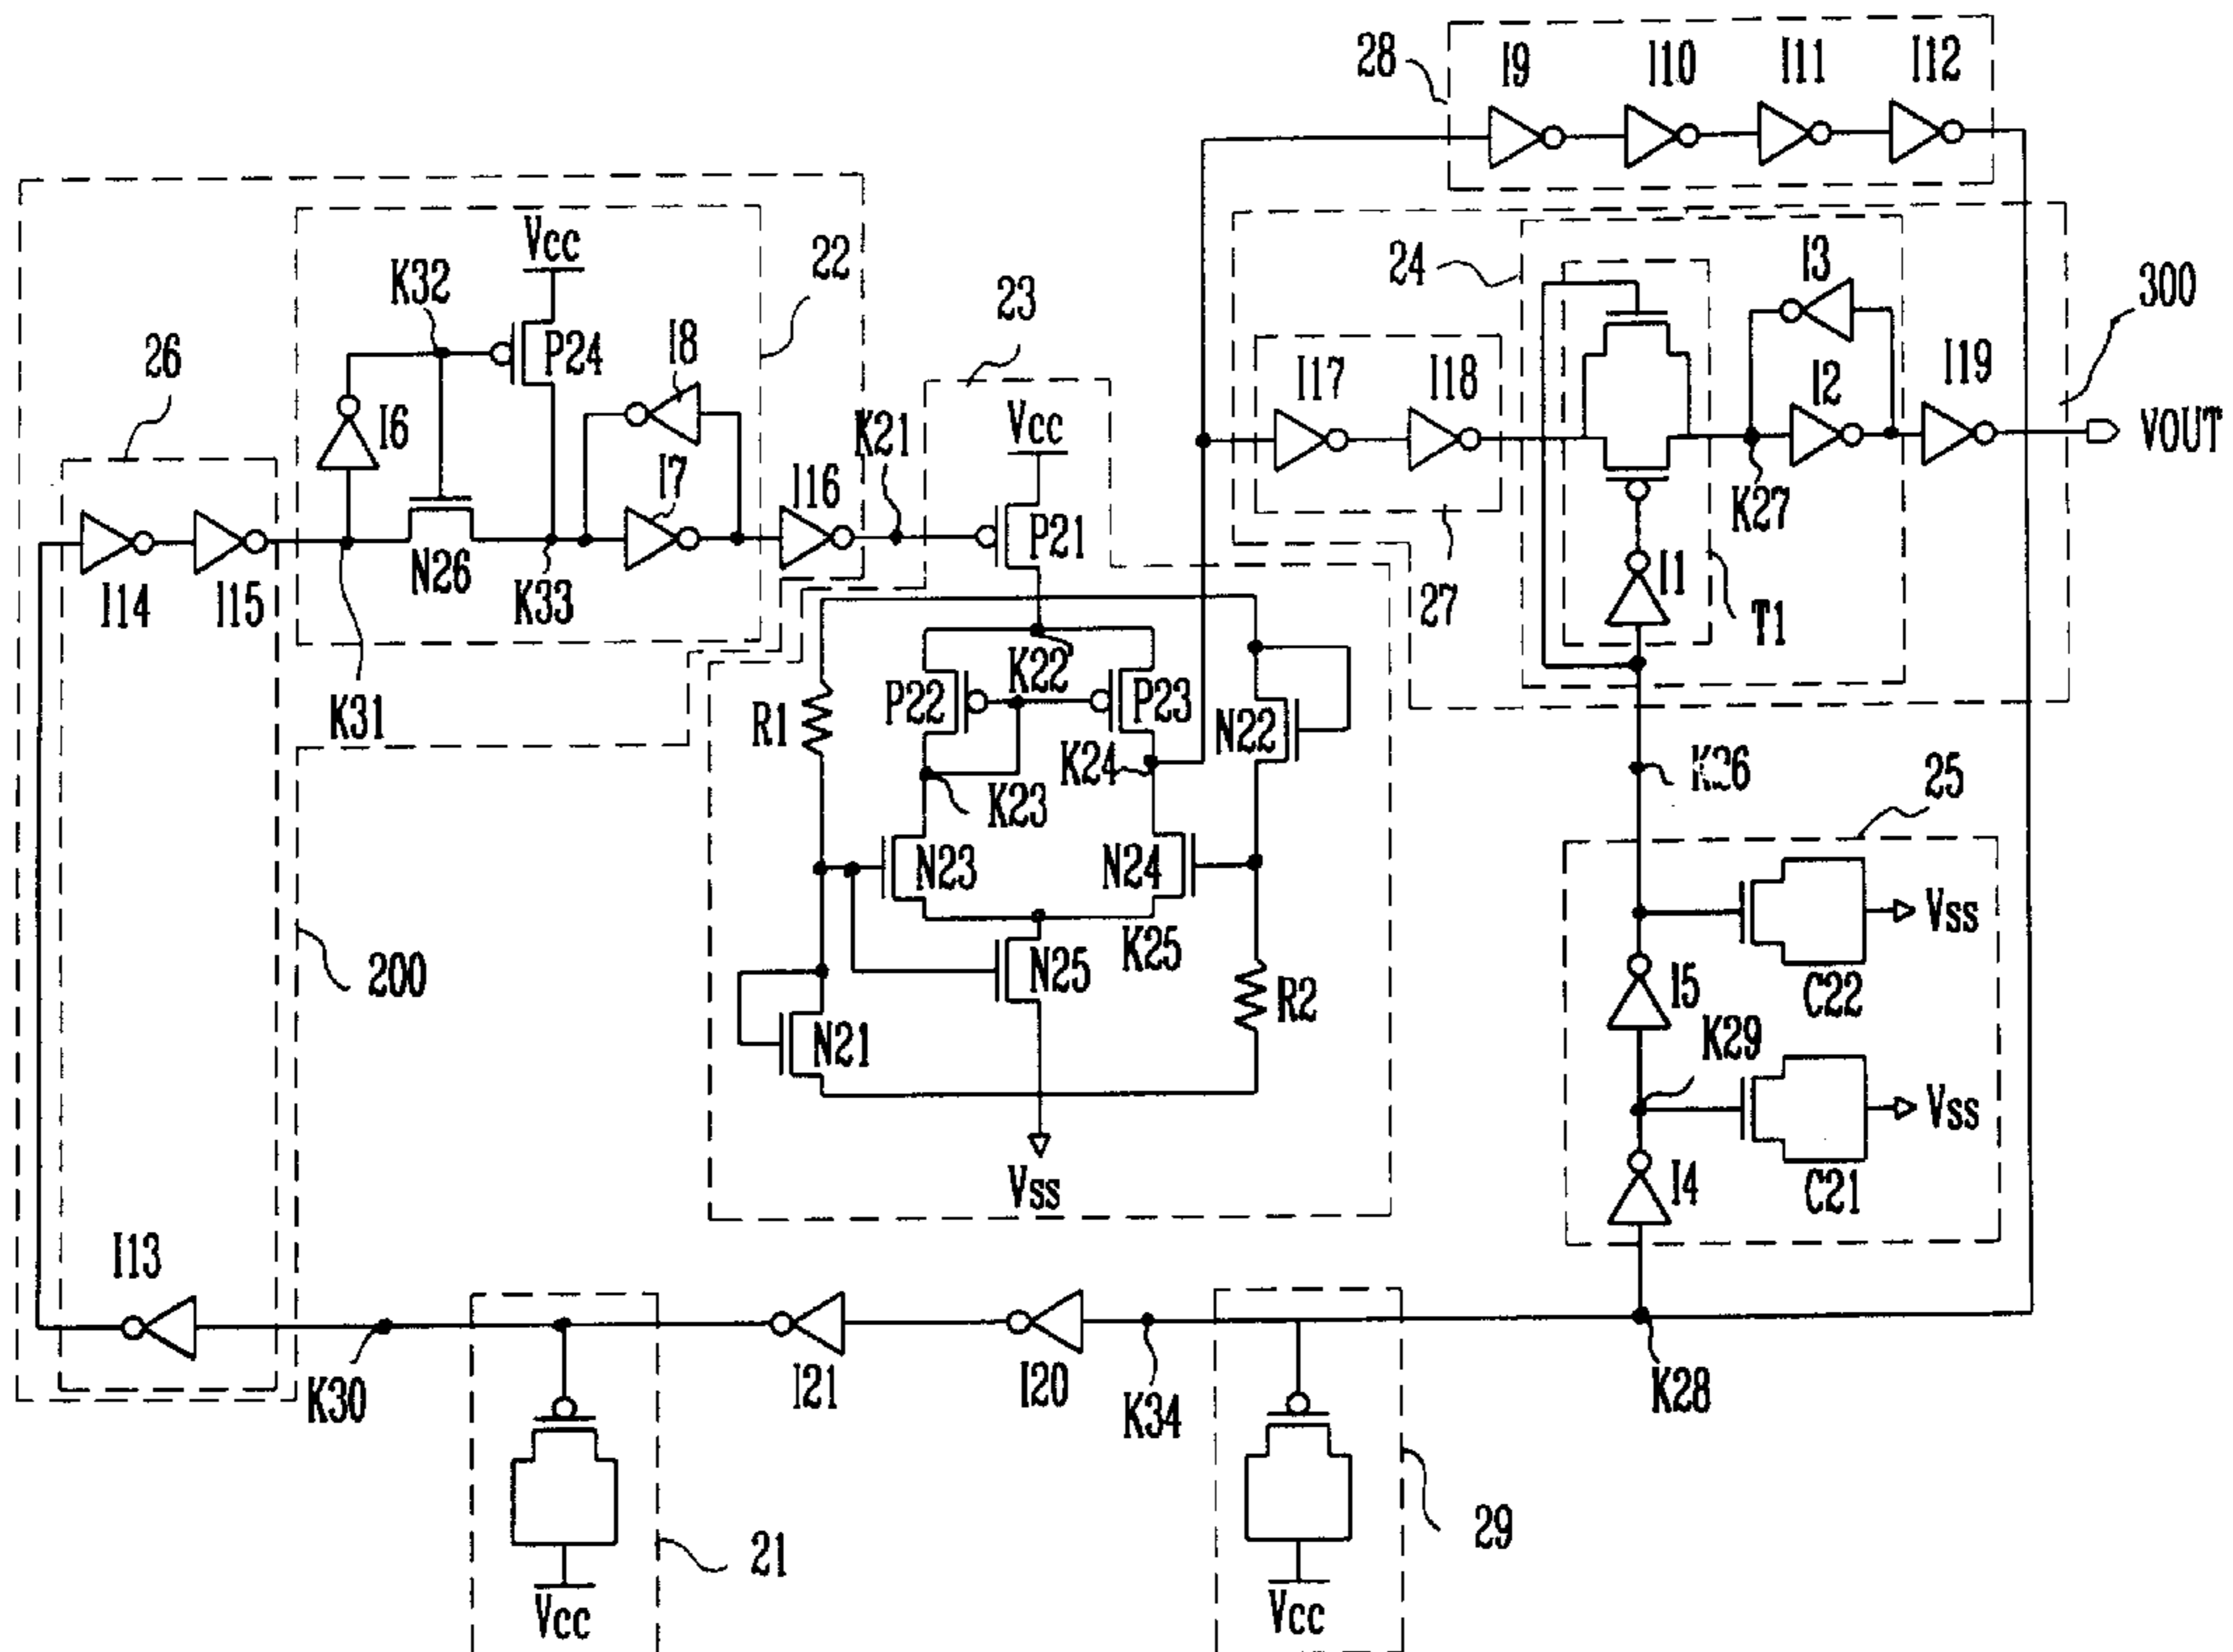 28
I9
I10
I11
I12
Vcc
K32
22
24
I3
300
26
P24
I8
23
I17
I18
I2
I19
VOUT
I6
K21
Vcc
I7
I16
P21
K27
N26
K33
I14
I15
27
I1
T1
K31
R1
P22
K22
P23
N22
K24
K23
K26
25
N23
N24
Vss
200
N25
K25
R2
I5
C22
N21
K29
Vss
Vss
I4
C21
I13
K30
I21
I20
K34
K28
21
29
Vcc
Vcc